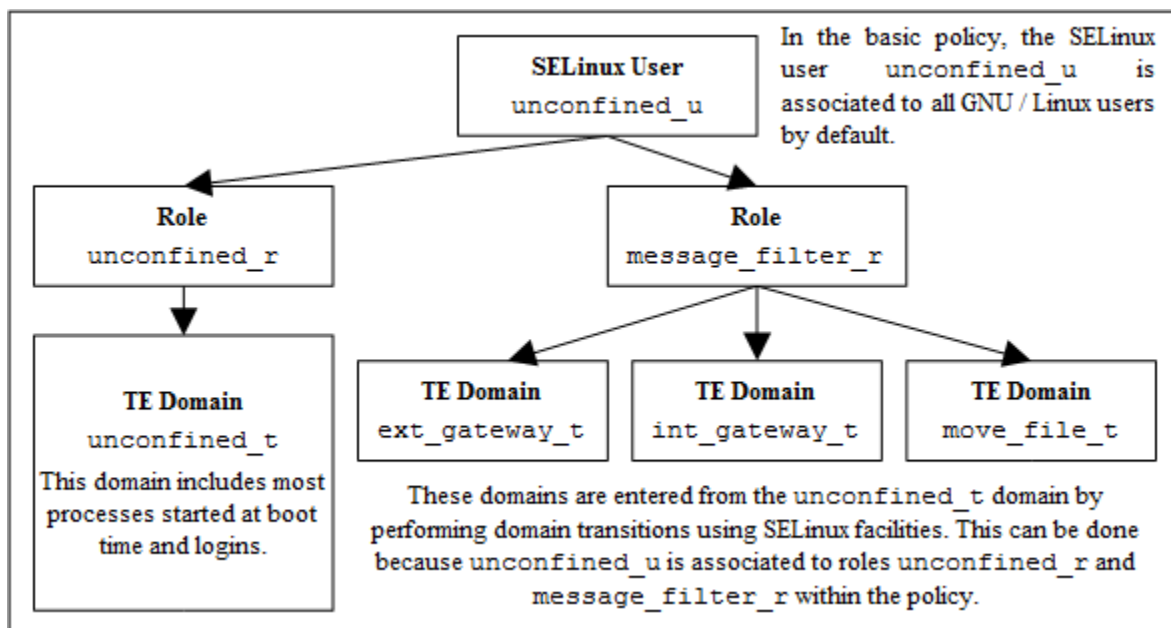 SELinux User
unconfined_u
In the basic policy, the SELinux
user unconfined_u is
associated to all GNU / Linux users
by default.
Role
unconfined_r
Role
message_filter_r
TE Domain
unconfined_t
This domain includes most
processes started at boot
time and logins.
TE Domain
ext_gateway_t
TE Domain
int_gateway_t
TE Domain
move_file_t
These domains are entered from the unconfined_t domain by
performing domain transitions using SELinux facilities. This can be done
because unconfined_u is associated to roles unconfined_r and
message_filter_r within the policy.